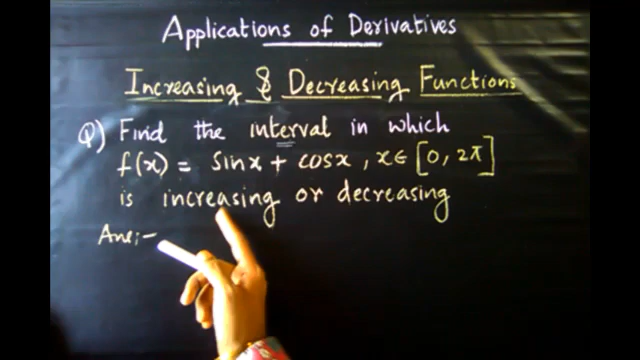 Applications of Derivatives
Increasing & Decreasing Functions
Q) Find the interval in which
f(x) = sinx + cosx, x ∈ [0, 2π]
is increasing or decreasing
Ans:-